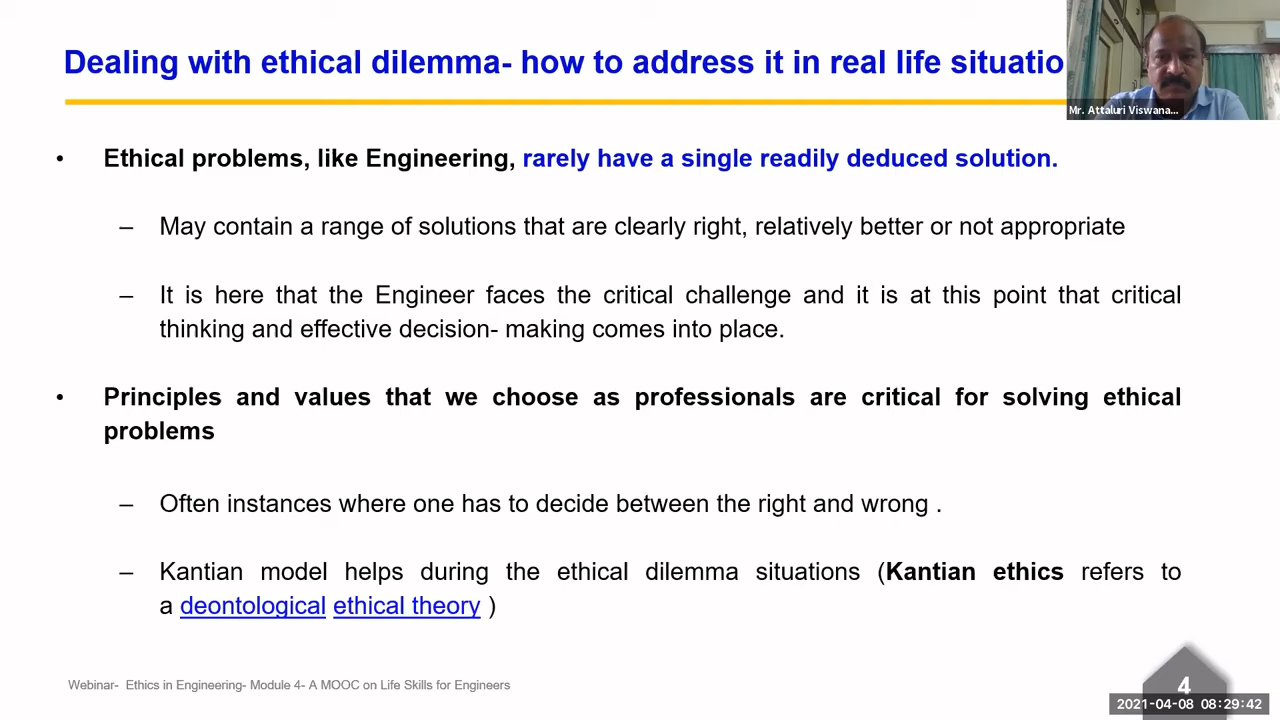 Dealing with ethical dilemma- how to address it in real life situatio
Mr. Attaluri Viswana...
• Ethical problems, like Engineering, rarely have a single readily deduced solution.
– May contain a range of solutions that are clearly right, relatively better or not appropriate
– It is here that the Engineer faces the critical challenge and it is at this point that critical
thinking and effective decision- making comes into place.
• Principles and values that we choose as professionals are critical for solving ethical
problems
– Often instances where one has to decide between the right and wrong .
– Kantian model helps during the ethical dilemma situations (Kantian ethics refers to
a deontological ethical theory )
Webinar- Ethics in Engineering- Module 4- A MOOC on Life Skills for Engineers
4
2021-04-08 08:29:42